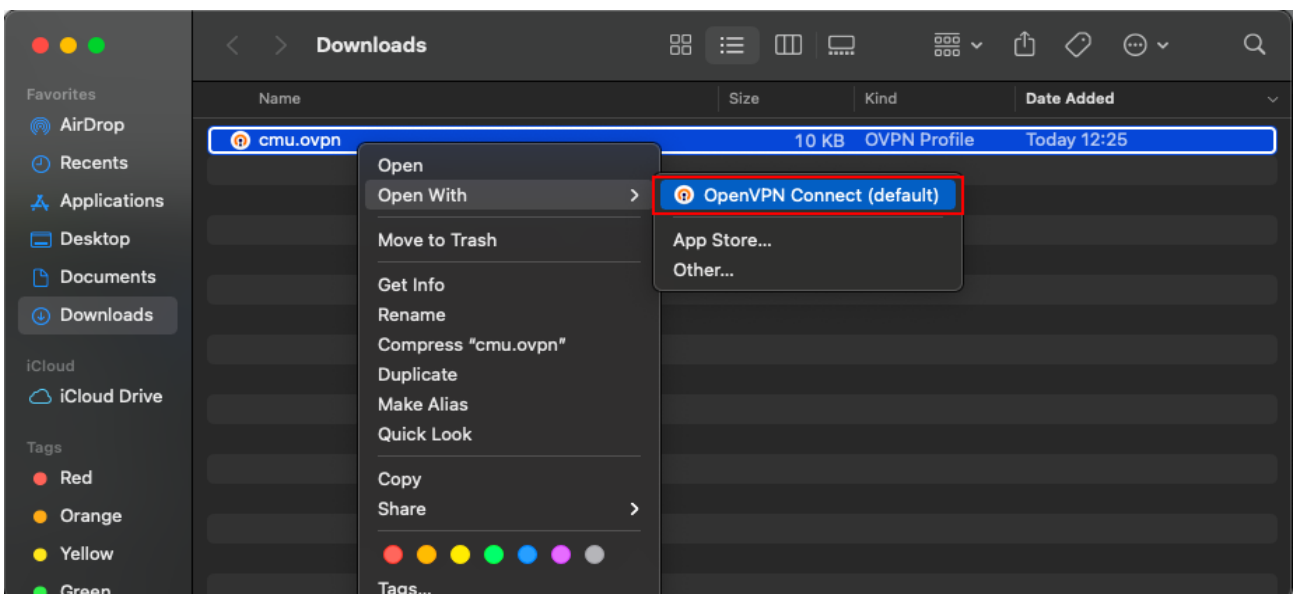 Downloads
Favorites
AirDrop
Recents
Applications
Desktop
Documents
Downloads
iCloud
iCloud Drive
Tags
Red
Orange
Yellow
Green
Name Size Kind Date Added
cmu.ovpn 10 KB OVPN Profile Today 12:25
Open
Open With
Move to Trash
Get Info
Rename
Compress “cmu.ovpn”
Duplicate
Make Alias
Quick Look
Copy
Share
Tags...
OpenVPN Connect (default)
App Store...
Other...